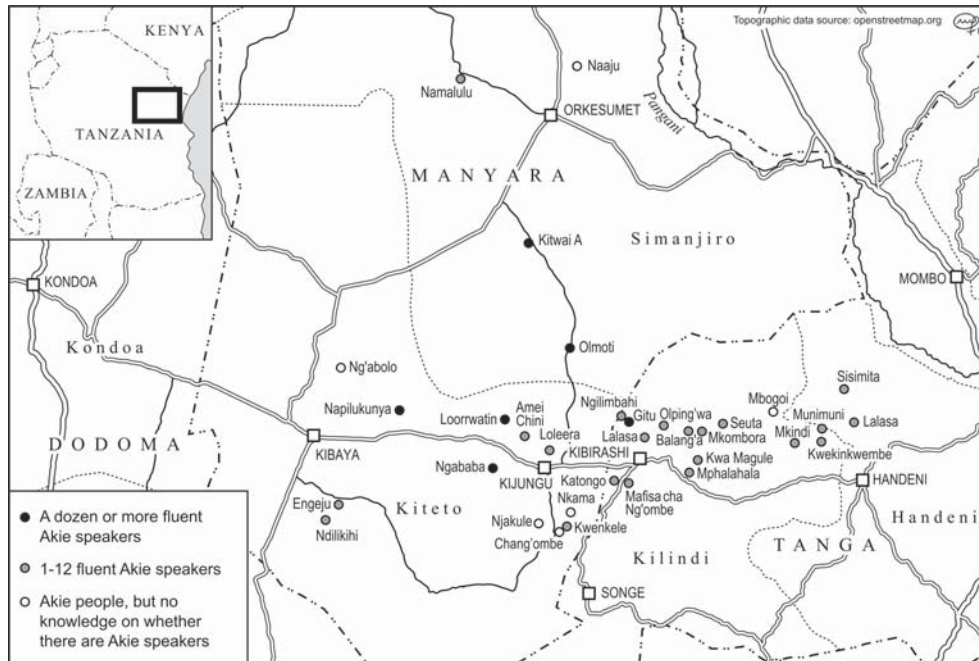 Topographic data source: openstreetmap.org
KENYA
TANZANIA
ZAMBIA
Naaju
Namalulu
ORKESUMET
Pangani
MANYARA
Kitwai A
Simanjiro
KONDOA
MOMBO
Kondoa
Olmoti
Ng'abolo
Sisimita
Napilukunya
Loorrwatin
Amei
Chini
Ngilimbahi
Gitu
Olping'wa
Mbogoi
Seuta
Munimuni
Lalasa
DODOMA
Loleera
Lalasa
Balang'a
Mkombora
Mkindi
Kwekinkwembe
KIBAYA
KIBIRASHI
Kwa Magule
Ngababa
KIJUNGU
Katongo
Mphalahala
HANDENI
Engeju
Kiteto
Nkama
Mafisa cha
Ng'ombe
Ndilikihi
Njakule
Kwenkele
Handeni
Chang'ombe
Kilindi
TANGA
SONGE
A dozen or more fluent
Akie speakers
1-12 fluent Akie speakers
Akie people, but no
knowledge on whether
there are Akie speakers